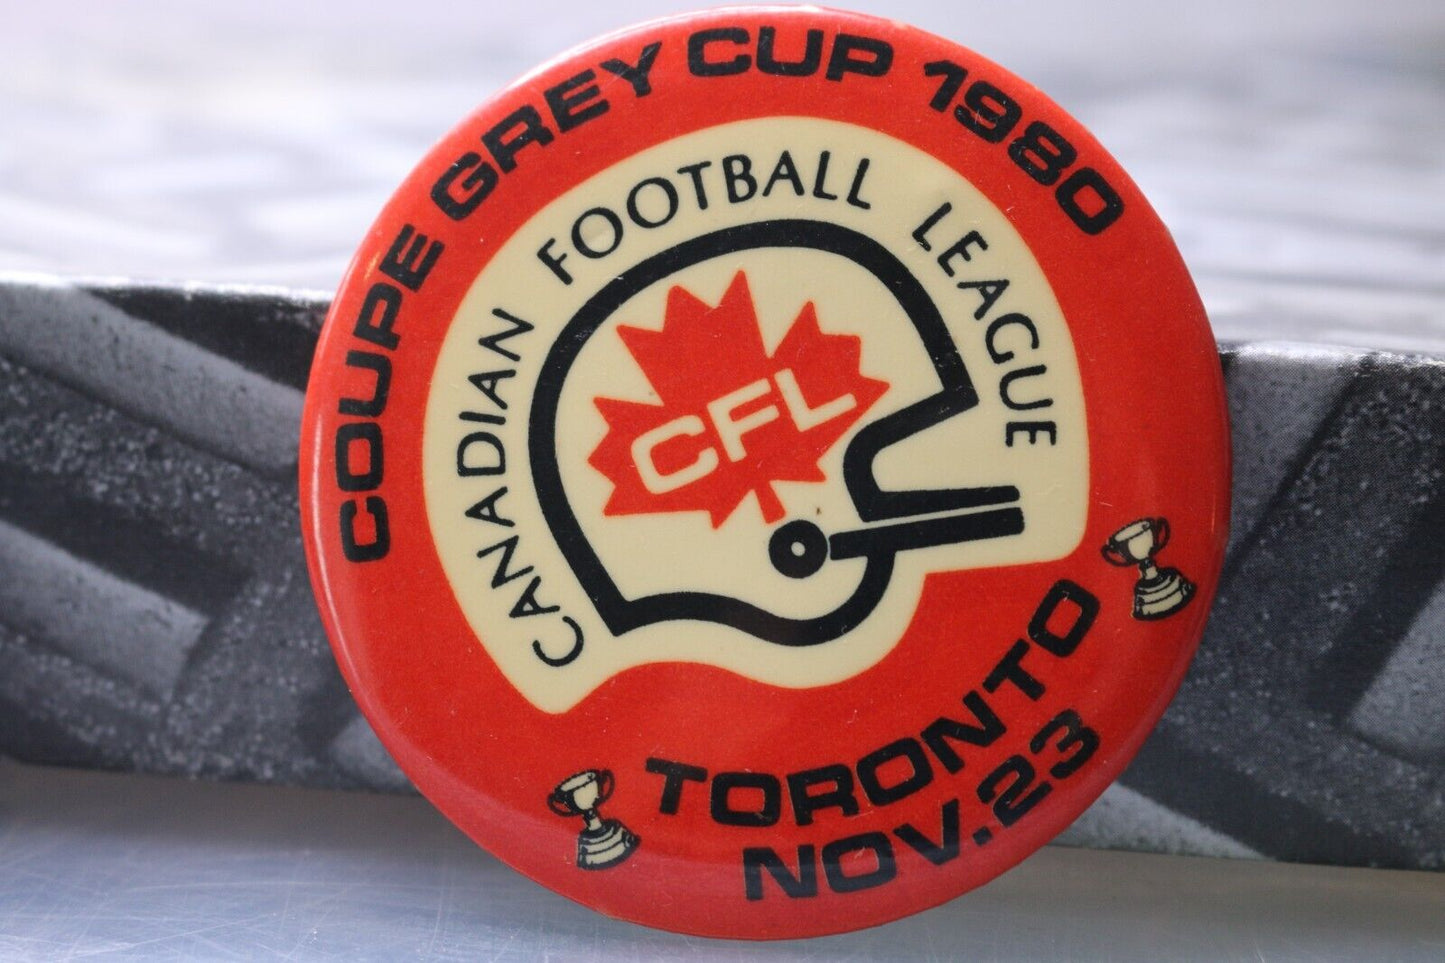 COUPE GREY CUP 1980
CANADIAN FOOTBALL LEAGUE
CFL
TORONTO
NOV.23